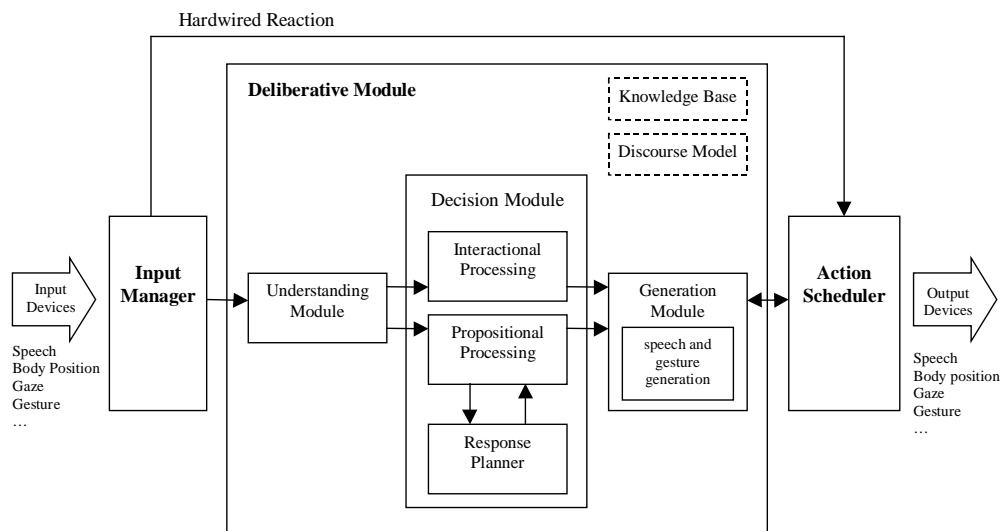 Hardwired Reaction
Deliberative Module
Knowledge Base
Discourse Model
Decision Module
Input
Devices
Speech
Body Position
Gaze
Gesture
…
Input
Manager
Understanding
Module
Interactional
Processing
Propositional
Processing
Response
Planner
Generation
Module
speech and
gesture
generation
Action
Scheduler
Output
Devices
Speech
Body position
Gaze
Gesture
…